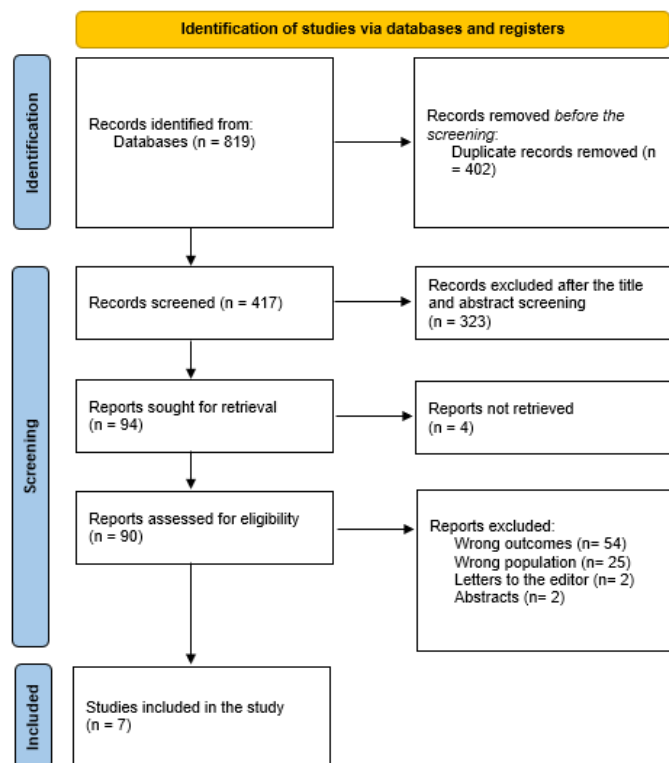 Identification of studies via databases and registers
Identification
Records identified from:
Databases (n = 819)
Records removed before the
screening:
Duplicate records removed (n
= 402)
Screening
Records screened (n = 417)
Records excluded after the title
and abstract screening
(n = 323)
Reports sought for retrieval
(n = 94)
Reports not retrieved
(n = 4)
Reports assessed for eligibility
(n = 90)
Reports excluded:
Wrong outcomes (n= 54)
Wrong population (n= 25)
Letters to the editor (n= 2)
Abstracts (n= 2)
Included
Studies included in the study
(n = 7)